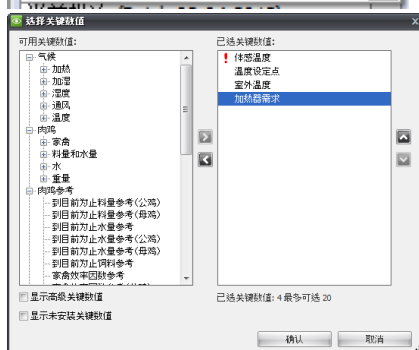 选择关键数值
可用关键数值:
气候
加热
加湿
湿度
通风
温度
肉鸡
家禽
料量和水量
水
重量
肉鸡参考
到目前为止料量参考(公鸡)
到目前为止料量参考(母鸡)
到目前为止水量参考
到目前为止水量参考(公鸡)
到目前为止水量参考(母鸡)
到目前为止饲料参考
家禽效率因数参考
已选关键数值:
体感温度
温度设定点
室外温度
加热器需求
显示高级关键数值
显示未安装关键数值
已选关键数值: 4 最多可选 20
确认
取消